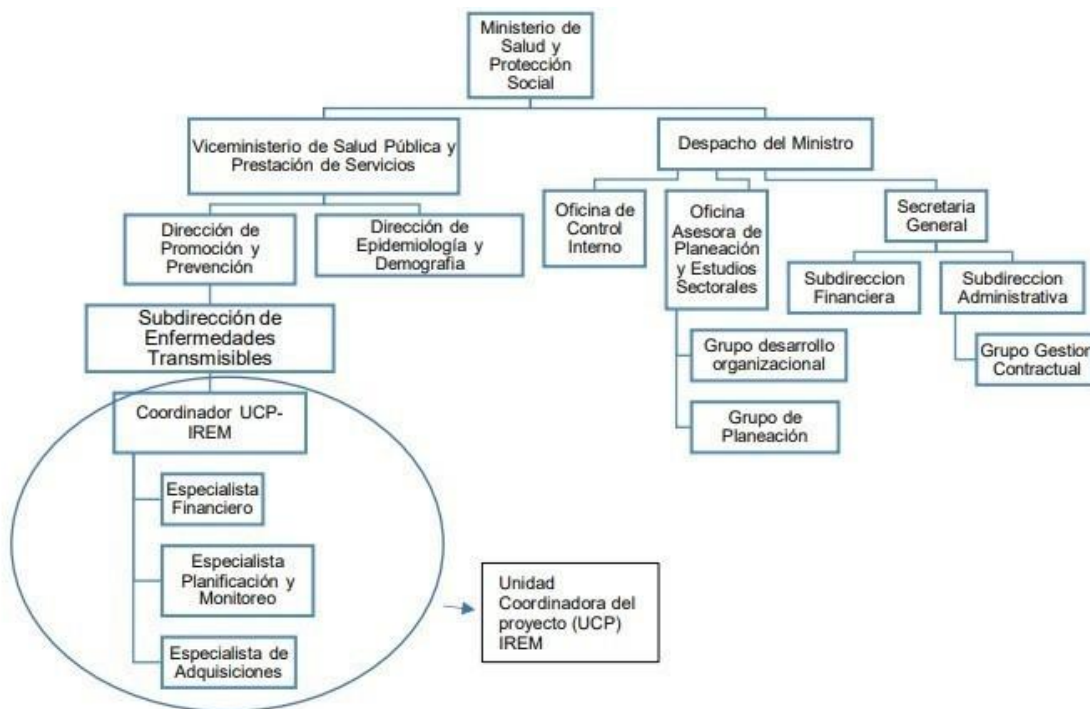 Ministerio de
Salud y
Protección
Social
Viceministerio de Salud Pública y
Prestación de Servicios
Despacho del Ministro
Dirección de
Promoción y
Prevención
Dirección de
Epidemiología y
Demografia
Oficina de
Control
Interno
Oficina
Asesora de
Planeación
y Estudios
Sectorales
Secretaria
General
Subdireccion
Financiera
Subdireccion
Administrativa
Subdirección de
Enfermedades
Transmisibles
Grupo desarrollo
organizacional
Grupo Gestion
Contractual
Grupo de
Planeación
Coordinador UCP-
IREM
Especialista
Financiero
Especialista
Planificación y
Monitoreo
Especialista de
Adquisiciones
Unidad
Coordinadora del
proyecto (UCP)
IREM